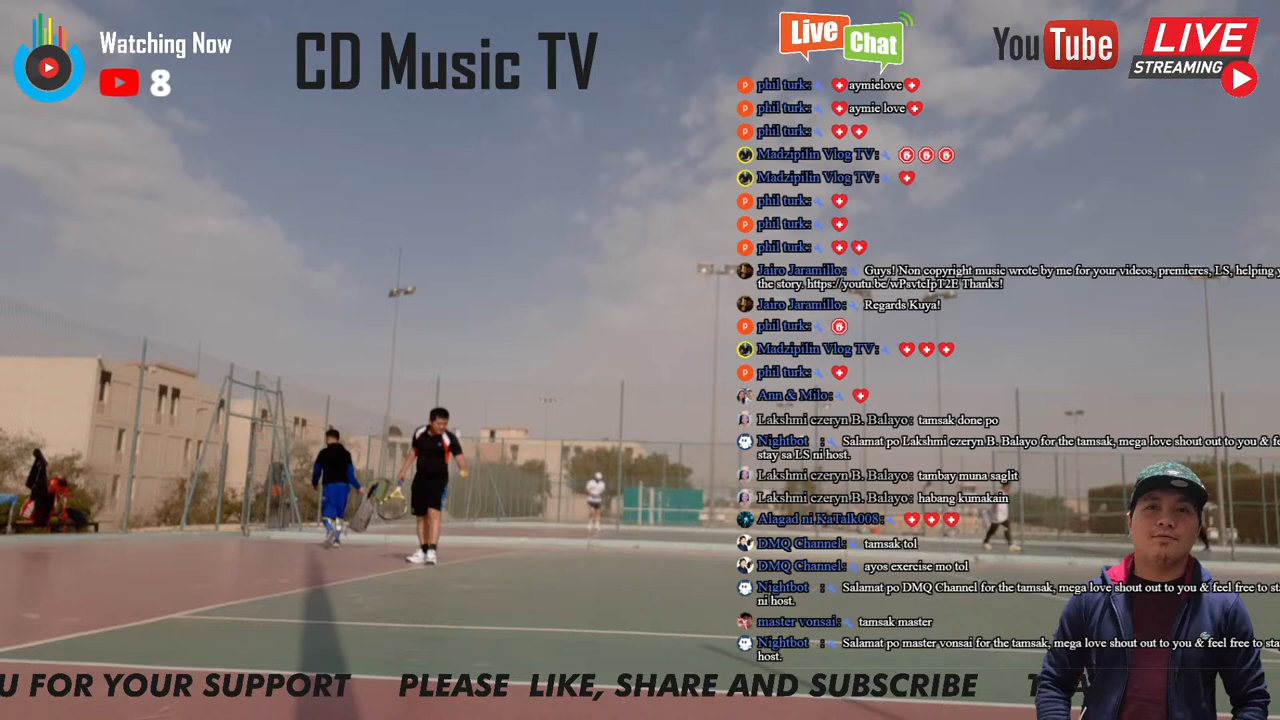 Watching Now
8
CD Music TV
Live
Chat
YouTube
LIVE
STREAMING
phil turk: aymielove
phil turk: aymie love
phil turk:
Madzipilin Vlog TV:
Madzipilin Vlog TV:
phil turk:
phil turk:
phil turk:
Jairo Jaramillo: Guys! Non copyright music wrote by me for your videos, premieres, LS, helping y
the story. https://youtu.be/wPsvtcIpT2E Thanks!
Jairo Jaramillo: Regards Kuya!
phil turk:
Madzipilin Vlog TV:
phil turk:
Ann & Milo:
Lakshmi czeryn B. Balayo: tamsak done po
Nightbot : Salamat po Lakshmi czeryn B. Balayo for the tamsak, mega love shout out to you & fe
stay sa LS ni host.
Lakshmi czeryn B. Balayo: tambay muna saglit
Lakshmi czeryn B. Balayo: habang kumakain
Alagad ni KaTalk008:
DMQ Channel: tamsak tol
DMQ Channel: ayos exercise mo tol
Nightbot : Salamat po DMQ Channel for the tamsak, mega love shout out to you & feel free to sta
ni host.
master vonsai: tamsak master
Nightbot : Salamat po master vonsai for the tamsak, mega love shout out to you & feel free to sta
host.
U FOR YOUR SUPPORT PLEASE LIKE, SHARE AND SUBSCRIBE